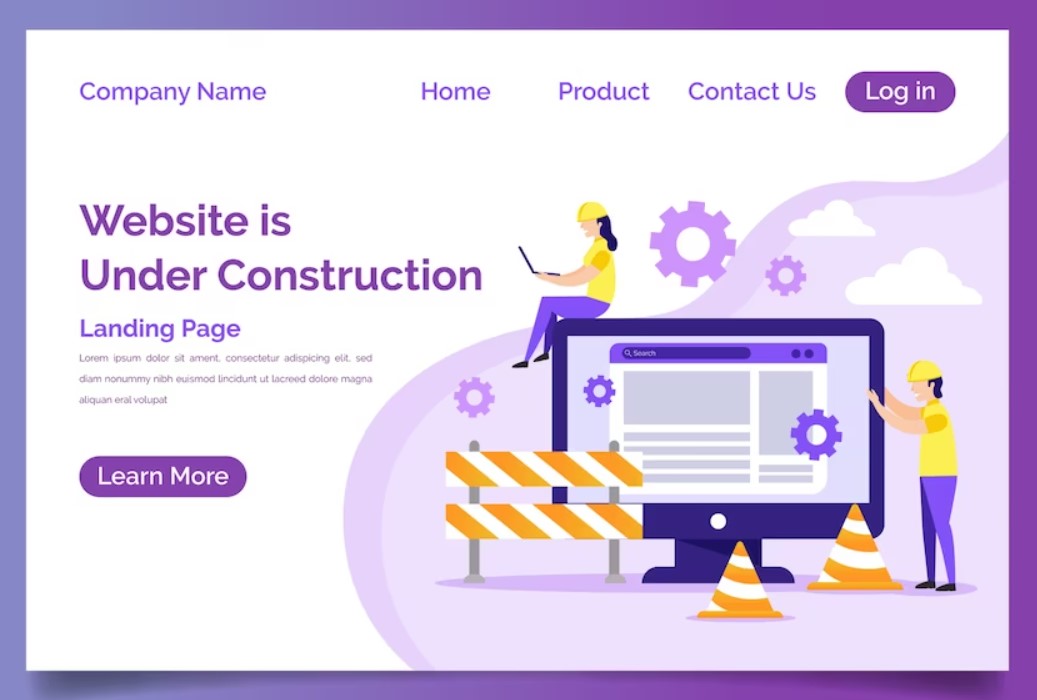 Company Name
Home
Product
Contact Us
Log in
Website is
Under Construction
Landing Page
Lorem ipsum dolor sit ament, consectetur adipiscing elit, sed
diam nonummy nibh euismod lincidunt ut lacreed dolore magna
aliquan eral volupat
Learn More
Search